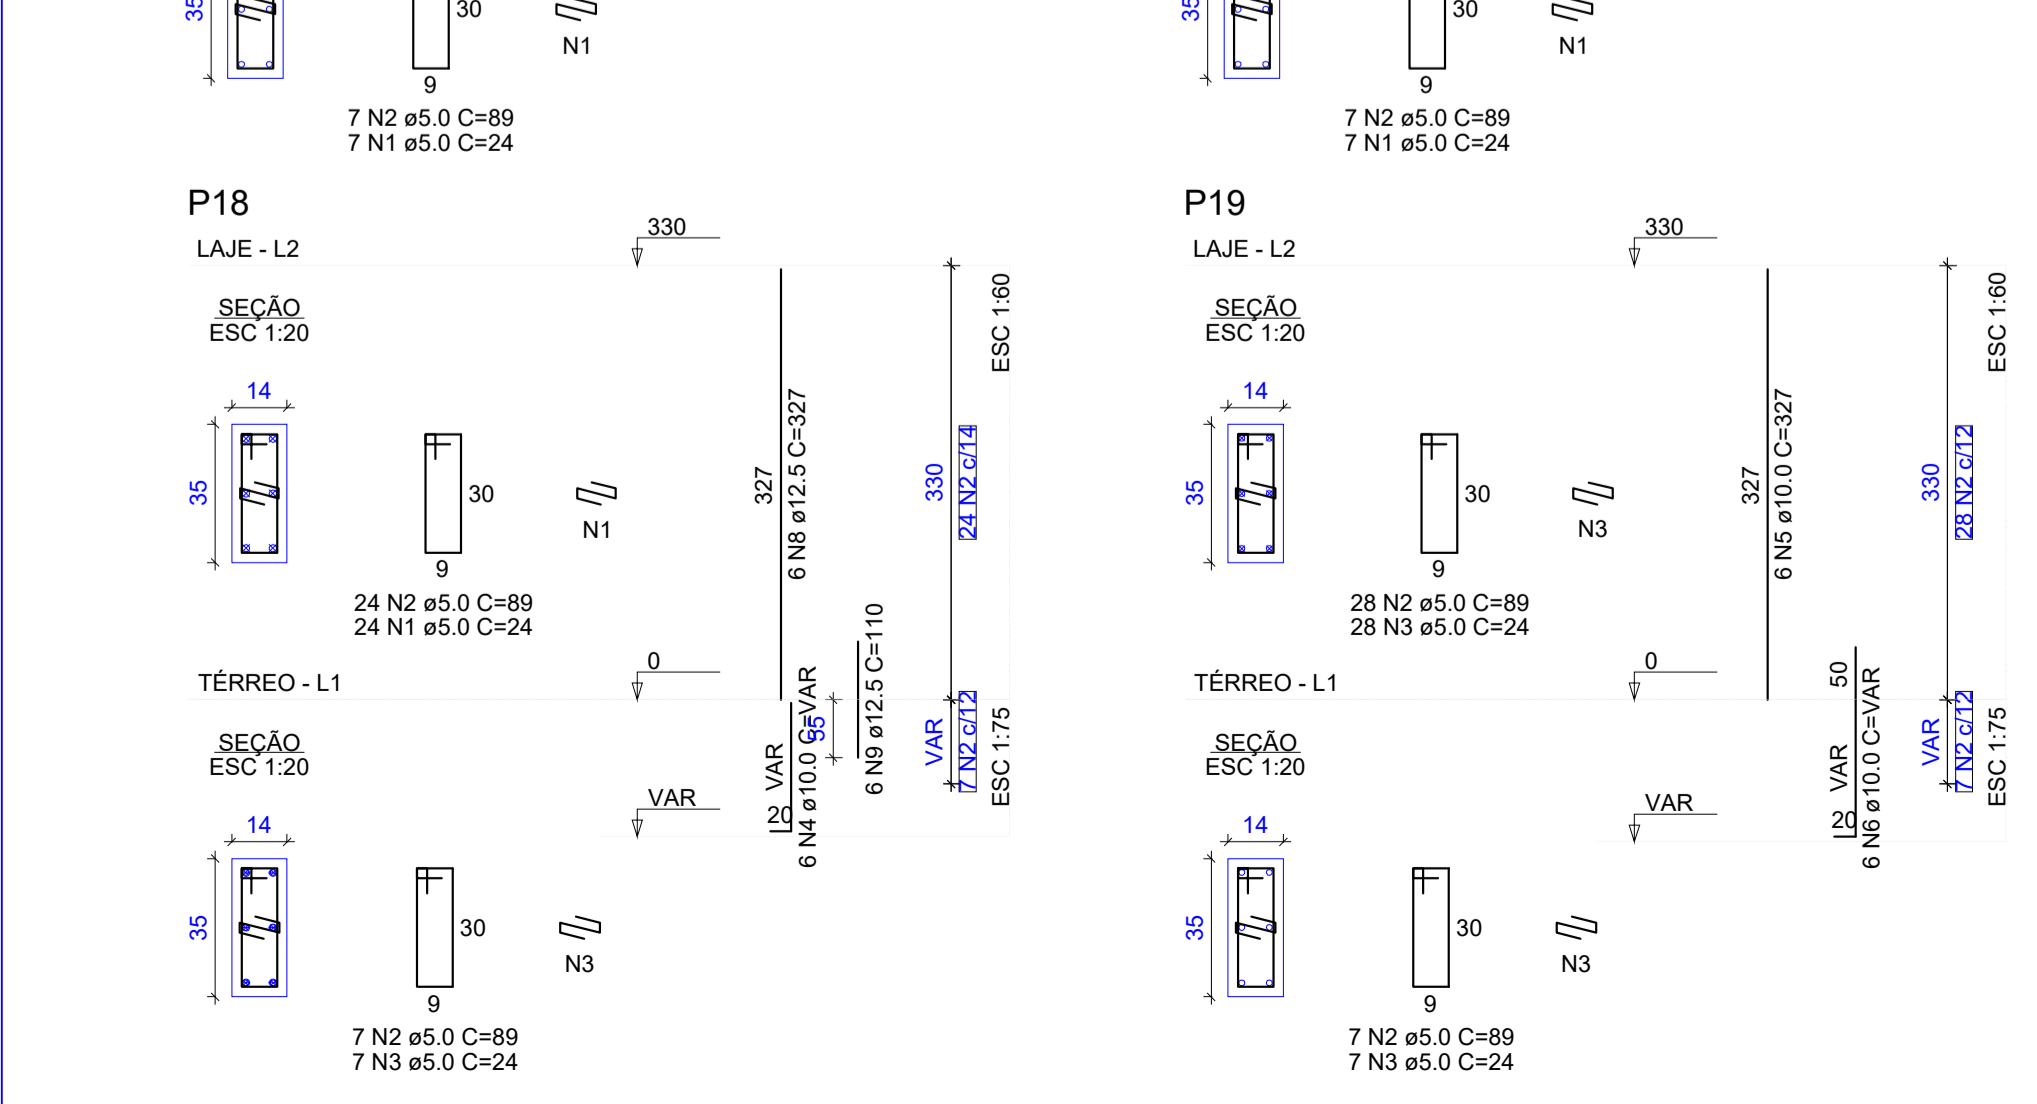 35
30
N1
9
7 N2 ø5.0 C=89
7 N1 ø5.0 C=24
35
30
N1
9
7 N2 ø5.0 C=89
7 N1 ø5.0 C=24
P18
LAJE - L2
330
SEÇÃO
ESC 1:20
14
35
30
9
N1
24 N2 ø5.0 C=89
24 N1 ø5.0 C=24
327
6 N8 ø12.5 C=327
330
24 N2 c/14
ESC 1:60
TÉRREO - L1
0
SEÇÃO
ESC 1:20
14
35
30
9
N3
7 N2 ø5.0 C=89
7 N3 ø5.0 C=24
VAR
VAR
20
6 N4 ø10.0 C=VAR
55
6 N9 ø12.5 C=110
VAR
7 N2 c/12
ESC 1:75
P19
LAJE - L2
330
SEÇÃO
ESC 1:20
14
35
30
9
N3
28 N2 ø5.0 C=89
28 N3 ø5.0 C=24
327
6 N5 ø10.0 C=327
330
28 N2 c/12
ESC 1:60
TÉRREO - L1
0
SEÇÃO
ESC 1:20
14
35
30
9
N3
7 N2 ø5.0 C=89
7 N3 ø5.0 C=24
VAR
50
VAR
20
6 N6 ø10.0 C=VAR
VAR
7 N2 c/12
ESC 1:75